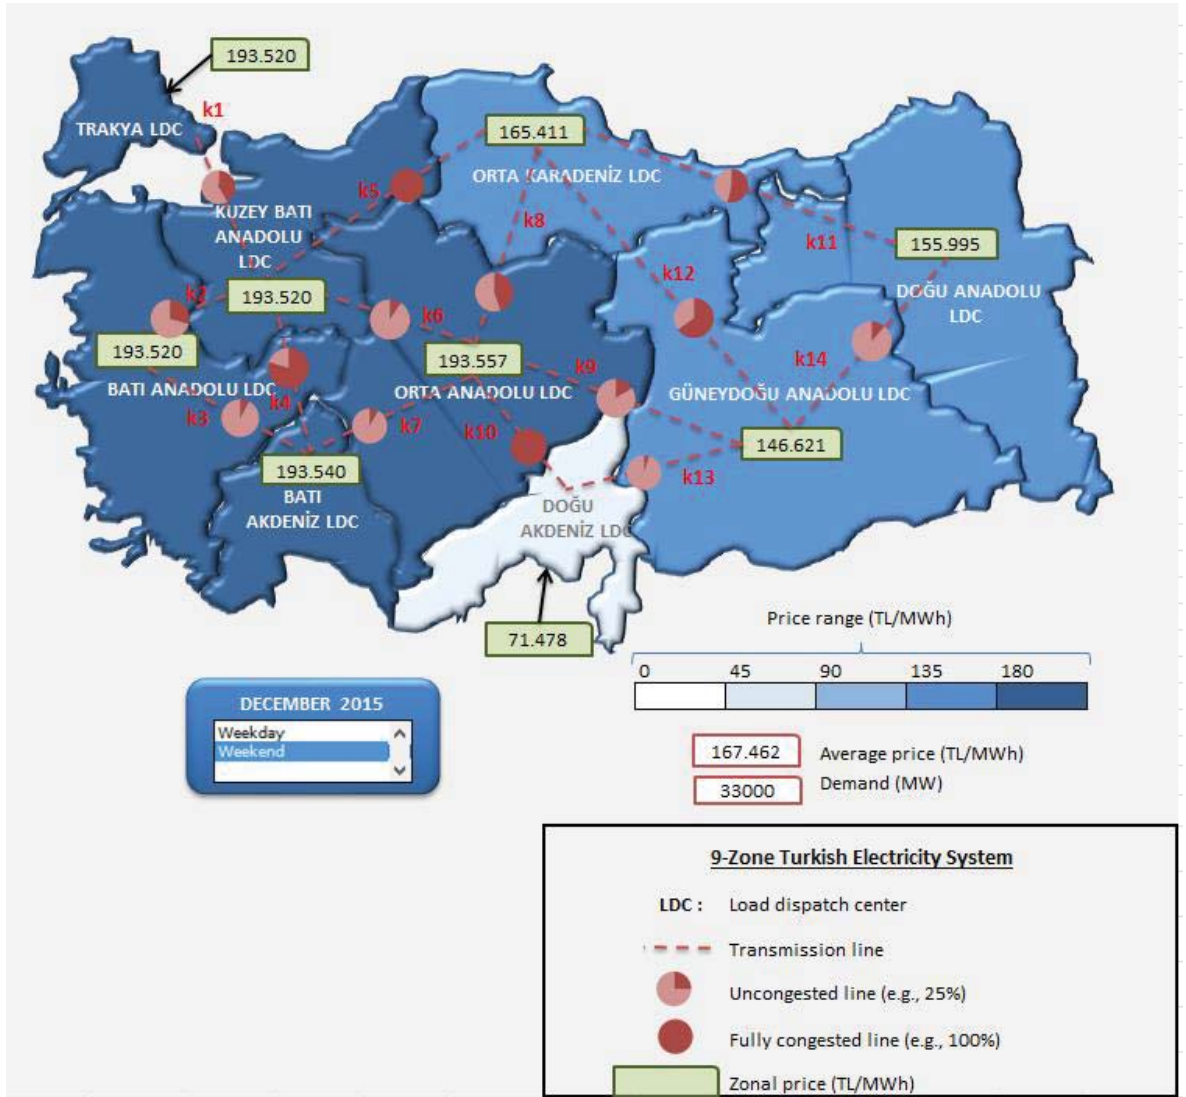 193.520
k1
TRAKYA LDC
165.411
ORTA KARADENİZ LDC
k5
KUZEY BATI
ANADOLU
LDC
k8
k11
155.995
DOĞU ANADOLU
LDC
k12
k2
193.520
k6
193.520
193.557
k9
k14
BATI ANADOLU LDC
k4
ORTA ANADOLU LDC
GÜNEYDOĞU ANADOLU LDC
k3
k7
k10
146.621
193.540
k13
BATI
AKDENİZ LDC
DOĞU
AKDENİZ LDC
71.478
Price range (TL/MWh)
0 45 90 135 180
DECEMBER 2015
Weekday
Weekend
167.462 Average price (TL/MWh)
33000 Demand (MW)
9-Zone Turkish Electricity System
LDC : Load dispatch center
Transmission line
Uncongested line (e.g., 25%)
Fully congested line (e.g., 100%)
Zonal price (TL/MWh)